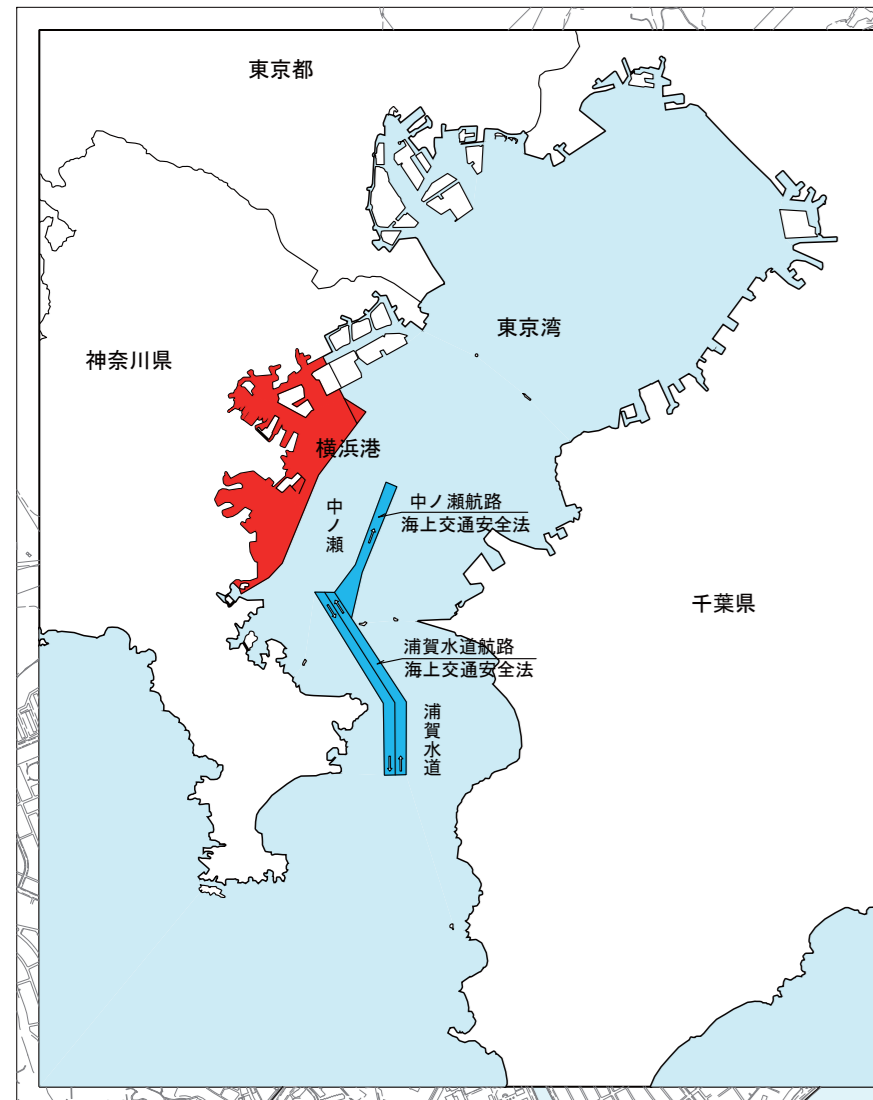 東京都
東京湾
神奈川県
横浜港
中ノ瀬
中ノ瀬航路
海上交通安全法
千葉県
浦賀水道航路
海上交通安全法
浦賀水道